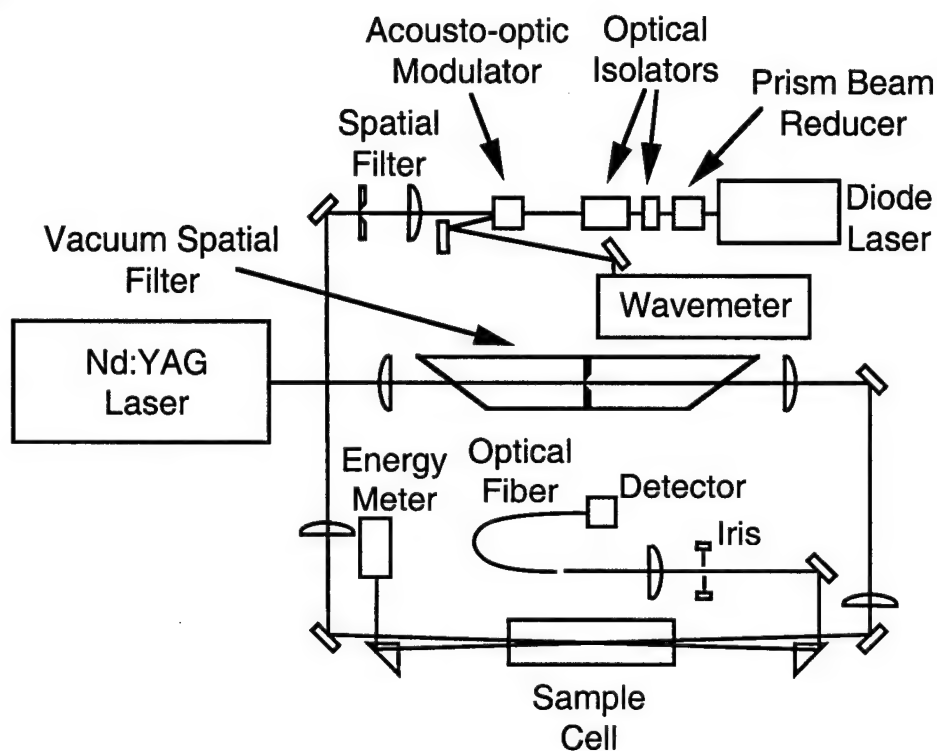 Acousto-optic
Modulator
Optical
Isolators
Prism Beam
Reducer
Spatial
Filter
Diode
Laser
Vacuum Spatial
Filter
Wavemeter
Nd:YAG
Laser
Energy
Meter
Optical
Fiber
Detector
Iris
Sample
Cell